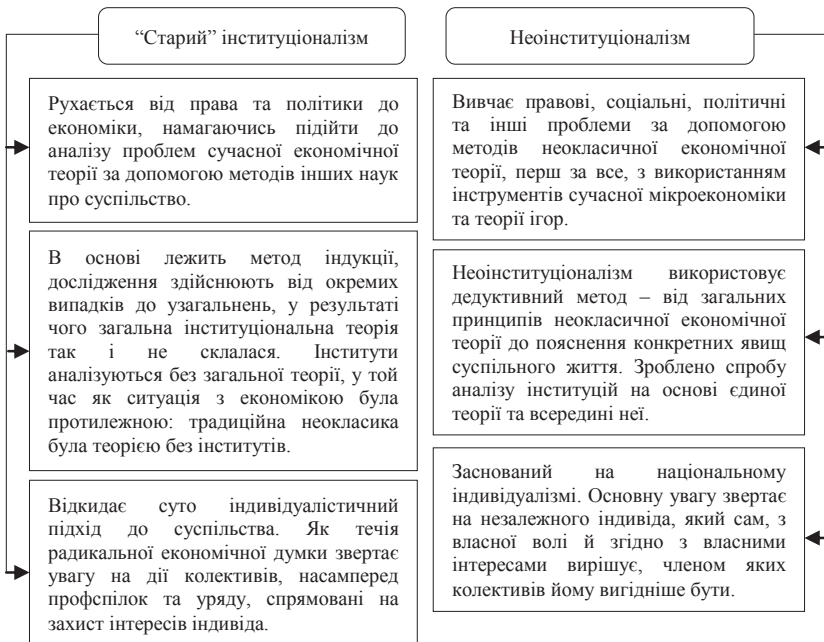 “Старий” інституціоналізм
Рухається від права та політики до
економіки, намагаючись підійти до
аналізу проблем сучасної економічної
теорії за допомогою методів інших наук
про суспільство.
В основі лежить метод індукції,
дослідження здійснюють від окремих
випадків до узагальнень, у результаті
чого загальна інституціональна теорія
так і не склалася. Інститути
аналізуються без загальної теорії, у той
час як ситуація з економікою була
протилежною: традиційна неокласика
була теорією без інститутів.
Відкидає суто індивідуалістичний
підхід до суспільства. Як течія
радикальної економічної думки звертає
увагу на дії колективів, насамперед
профспілок та уряду, спрямовані на
захист інтересів індивіда.
Неоінституціоналізм
Вивчає правові, соціальні, політичні
та інші проблеми за допомогою
методів неокласичної економічної
теорії, перш за все, з використанням
інструментів сучасної мікроекономіки
та теорії ігор.
Неоінституціоналізм використовує
дедуктивний метод – від загальних
принципів неокласичної економічної
теорії до пояснення конкретних явищ
суспільного життя. Зроблено спробу
аналізу інституцій на основі єдиної
теорії та всередині неї.
Заснований на національному
індивідуалізмі. Основну увагу звертає
на незалежного індивіда, який сам, з
власної волі й згідно з власними
інтересами вирішує, членом яких
колективів йому вигідніше бути.